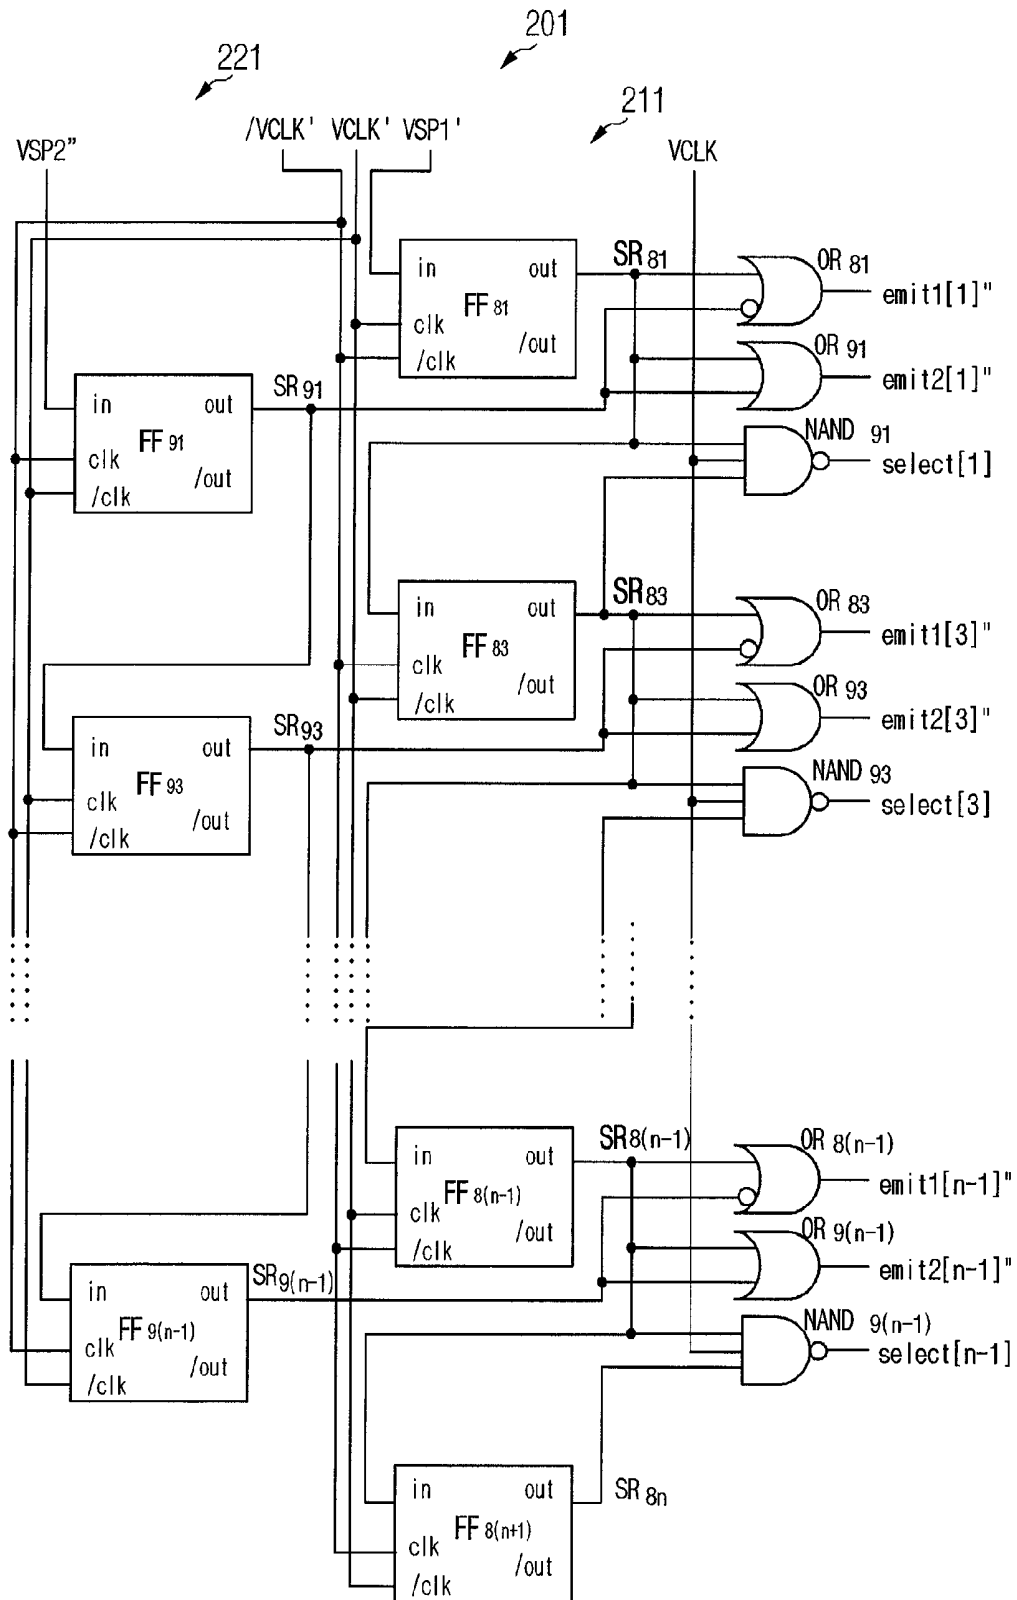 201
221
211
/VCLK' VCLK' VSP1'
VSP2"
VCLK
in out
FF 81
clk
/out
/clk
SR 81
OR 81
emit1[1]"
OR 91
emit2[1]"
NAND 91
select[1]
in out
FF 91
clk
/out
/clk
SR 91
in out
FF 83
clk
/out
/clk
SR 83
OR 83
emit1[3]"
OR 93
emit2[3]"
NAND 93
select[3]
in out
FF 93
clk
/out
/clk
SR 93
in out
FF 8(n-1)
clk
/out
/clk
SR 8(n-1)
OR 8(n-1)
emit1[n-1]"
OR 9(n-1)
emit2[n-1]"
NAND 9(n-1)
select[n-1]
in out
FF 9(n-1)
clk
/out
/clk
SR 9(n-1)
in out
FF 8(n+1)
clk
/out
/clk
SR 8n